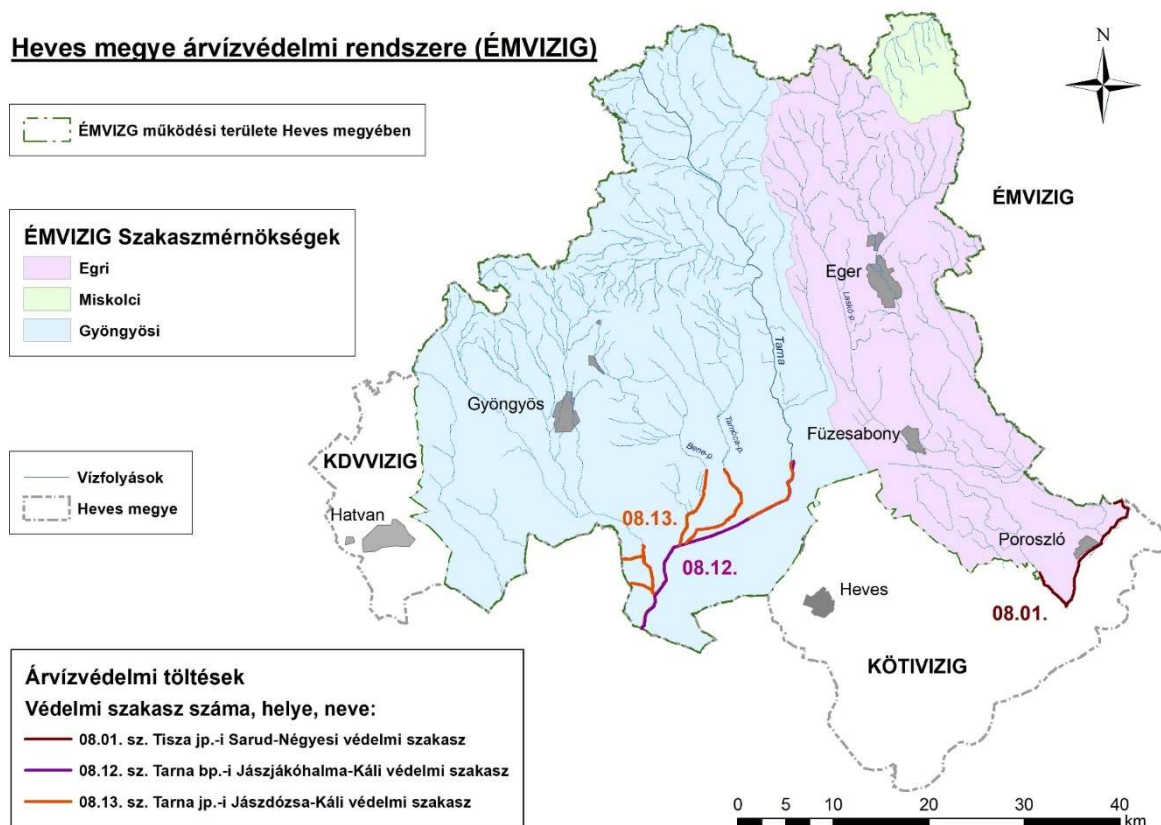 Heves megye árvízvédelmi rendszere (ÉMVIZIG)
N
ÉMVIZG működési területe Heves megyében
ÉMVIZIG
ÉMVIZIG Szakaszmérnökségek
Egri
Miskolci
Gyöngyösi
Eger
Laskó-p.
Tarna
Gyöngyös
Füzesabony
Bene-p.
Tarnóca-p.
KDVVIZIG
Vízfolyások
Heves megye
Hatvan
08.13.
Poroszló
08.12.
Heves
08.01.
KÖTIVIZIG
Árvízvédelmi töltések
Védelmi szakasz száma, helye, neve:
08.01. sz. Tisza jp.-i Sarud-Négyesi védelmi szakasz
08.12. sz. Tarna bp.-i Jászjákóhalma-Káli védelmi szakasz
08.13. sz. Tarna jp.-i Jászdózsa-Káli védelmi szakasz
0 5 10 20 30 40
km